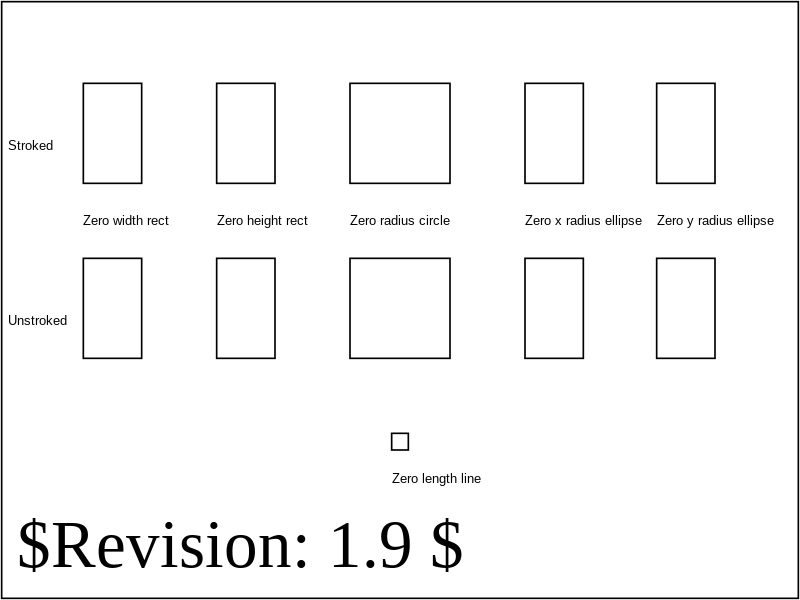 Stroked
Zero width rect
Zero height rect
Zero radius circle
Zero x radius ellipse
Zero y radius ellipse
Unstroked
Zero length line
$Revision: 1.9 $